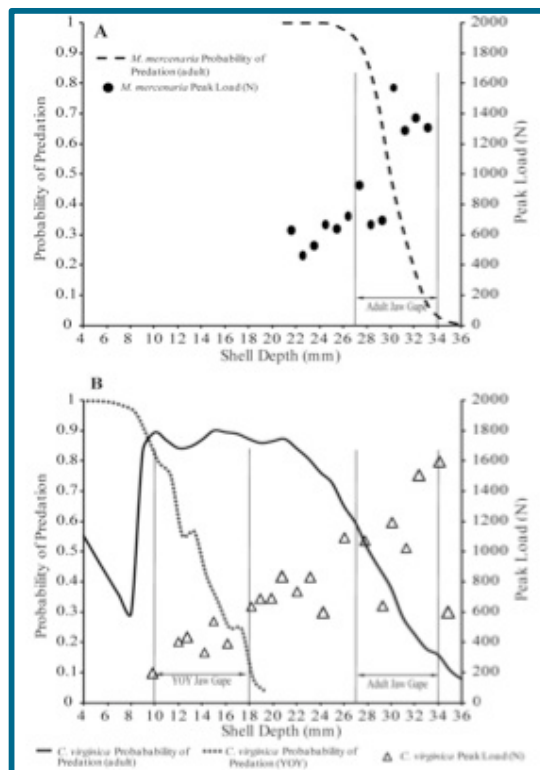 A
M. mercenaria Probability of
Predation (adult)
M. mercenaria Peak Load (N)
Probability of Predation
1
0.9
0.8
0.7
0.6
0.5
0.4
0.3
0.2
0.1
0
Peak Load (N)
2000
1800
1600
1400
1200
1000
800
600
400
200
0
Adult Jaw Gape
4 6 8 10 12 14 16 18 20 22 24 26 28 30 32 34 36
Shell Depth (mm)
B
Probability of Predation
1
0.9
0.8
0.7
0.6
0.5
0.4
0.3
0.2
0.1
0
Peak Load (N)
2000
1800
1600
1400
1200
1000
800
600
400
200
0
YOY Jaw Gape
Adult Jaw Gape
4 6 8 10 12 14 16 18 20 22 24 26 28 30 32 34 36
Shell Depth (mm)
C. virginica Probability of
Predation (adult)
C. virginica Probability of
Predation (YOY)
C. virginica Peak Load (N)